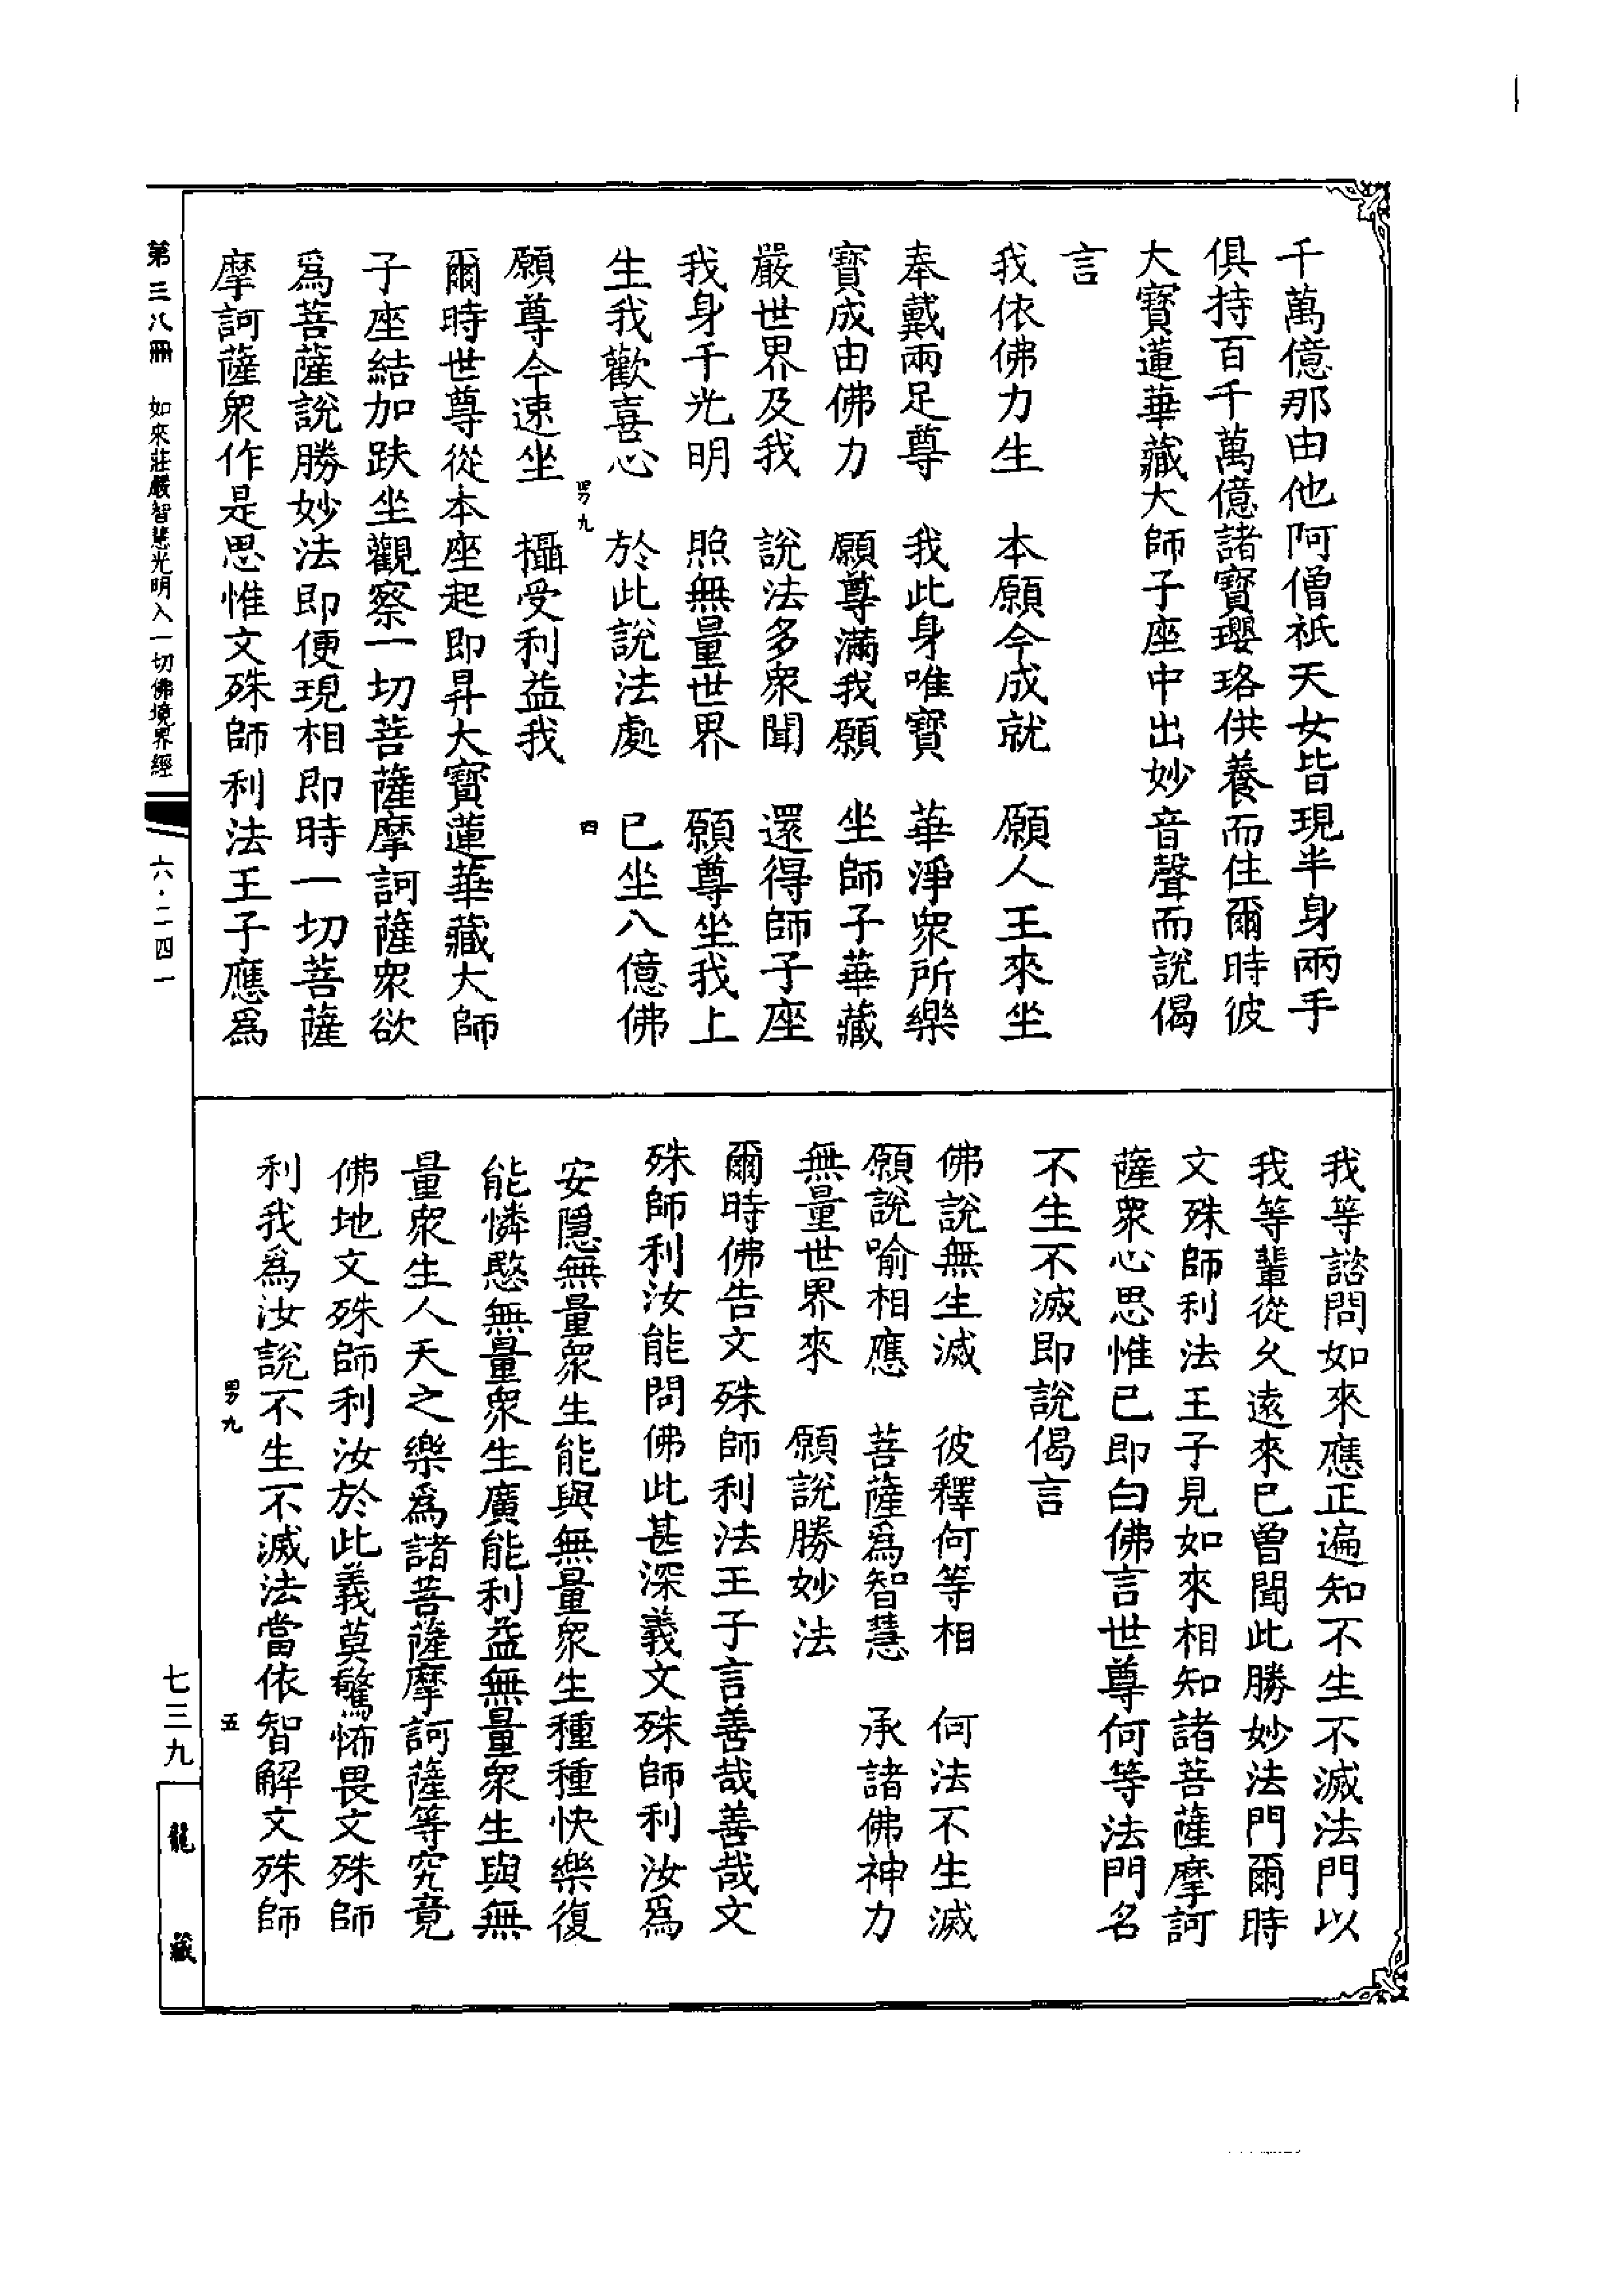 千萬億那由他阿僧祇天女皆現半身兩手
俱持百千萬億諸寶瓔珞供養而住爾時彼
大寶蓮華藏大師子座中出妙音聲而說偈
言
我依佛力生　本願今成就　願人王來坐
奉戴兩足尊　我此身唯寶　華淨衆所樂
寶成由佛力　願尊滿我願　坐師子華藏
嚴世界及我　說法多衆聞　還得師子座
我身千光明　照無量世界　願尊坐我上
生我歡喜心　於此說法處　已坐八億佛
男九　四
願尊今速坐　攝受利益我
爾時世尊從本座起即昇大寶蓮華藏大師
子座結加趺坐觀察一切菩薩摩訶薩衆欲
爲菩薩說勝妙法即便現相即時一切菩薩
摩訶薩衆作是思惟文殊師利法王子應爲
我等諮問如來應正遍知不生不滅法門以
我等輩從久遠來已曾聞此勝妙法門爾時
文殊師利法王子見如來相知諸菩薩摩訶
薩衆心思惟已即白佛言世尊何等法門名
不生不滅即說偈言
佛說無生滅　彼釋何等相　何法不生滅
願說喻相應　菩薩爲智慧　承諸佛神力
無量世界來　願說勝妙法
爾時佛告文殊師利法王子言善哉善哉文
殊師利汝能問佛此甚深義文殊師利汝爲
安隱無量衆生能與無量衆生種種快樂復
能憐愍無量衆生廣能利益無量衆生與無
量衆生人天之樂爲諸菩薩摩訶薩等究竟
佛地文殊師利汝於此義莫驚怖畏文殊師
利我爲汝說不生不滅法當依智解文殊師
男九　五
第三八冊　如來莊嚴智慧光明入一切佛境界經
六·二四一
七三九
龍藏